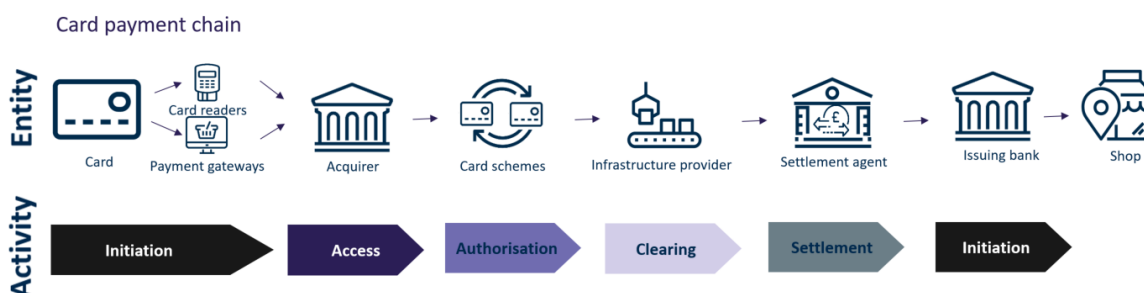 Card payment chain
Entity
Card
Card readers
Payment gateways
Acquirer
Card schemes
Infrastructure provider
£
Settlement agent
Issuing bank
Shop
Activity
Initiation
Access
Authorisation
Clearing
Settlement
Initiation